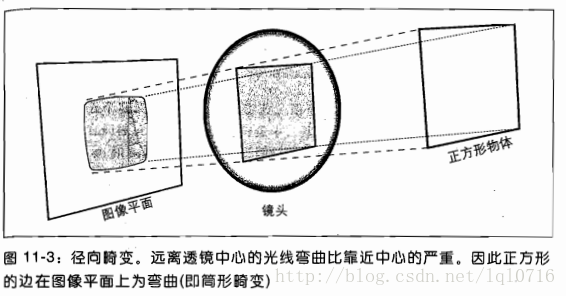 图像平面
镜头
正方形物体
图 11-3：径向畸变。远离透镜中心的光线弯曲比靠近中心的严重。因此正方形
的边在图像平面上为弯曲(即筒形畸变)
http://blog.csdn.net/lql0716